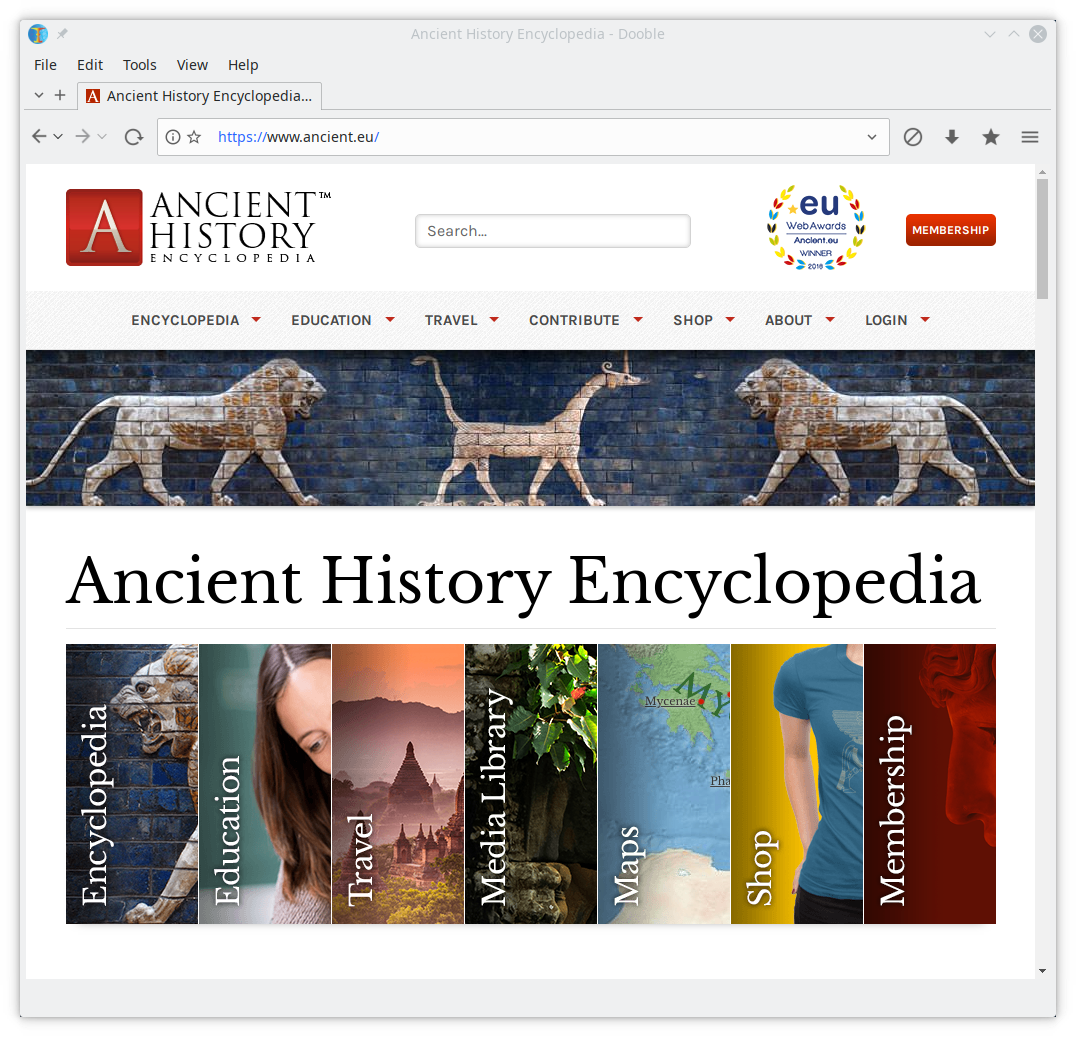 Ancient History Encyclopedia - Dooble
File Edit Tools View Help
Ancient History Encyclopedia...
https://www.ancient.eu/
A ANCIENT™
HISTORY
ENCYCLOPEDIA
Search...
eu
WebAwards
Ancient.eu
WINNER
2016
MEMBERSHIP
ENCYCLOPEDIA EDUCATION TRAVEL CONTRIBUTE SHOP ABOUT LOGIN
Ancient History Encyclopedia
Encyclopedia
Education
Travel
Media Library
MY
Mycenae
Pha
Maps
Shop
Membership